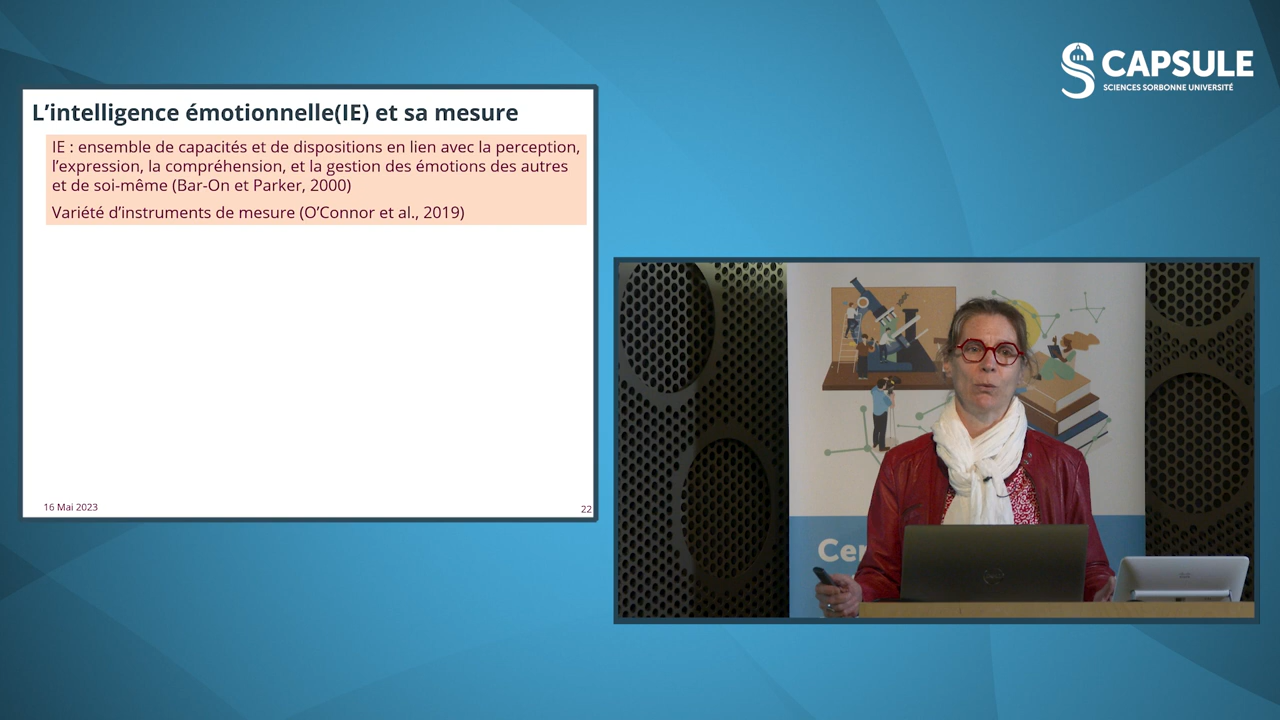 CAPSULE
SCIENCES SORBONNE UNIVERSITÉ
L’intelligence émotionnelle(IE) et sa mesure
IE : ensemble de capacités et de dispositions en lien avec la perception,
l’expression, la compréhension, et la gestion des émotions des autres
et de soi-même (Bar-On et Parker, 2000)
Variété d’instruments de mesure (O’Connor et al., 2019)
16 Mai 2023
22